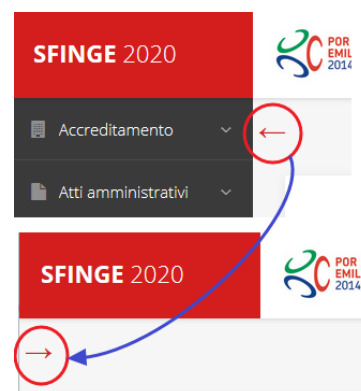 SFINGE 2020
POR
EMIL
2014
Accreditamento
←
Atti amministrativi
SFINGE 2020
POR
EMIL
2014
→